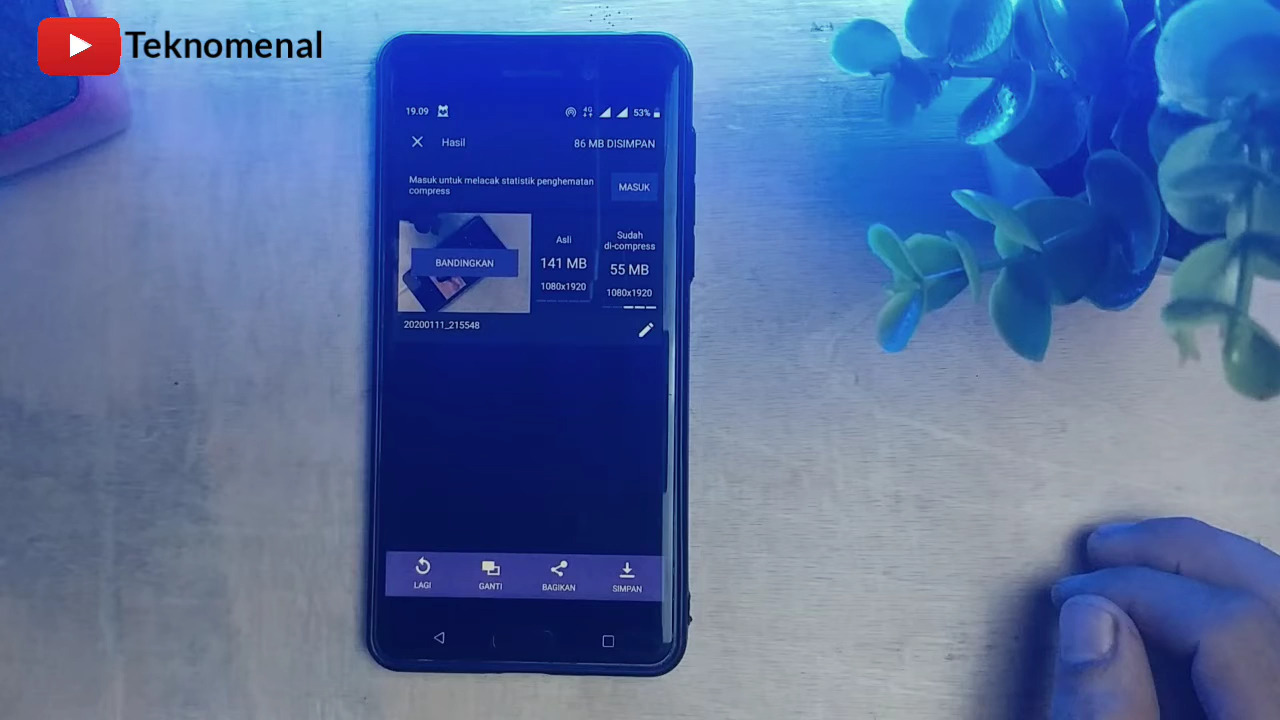 Teknomenal
19.09
4G
53%
Hasil
86 MB DISIMPAN
Masuk untuk melacak statistik penghematan
compress
MASUK
BANDINGKAN
Asli
141 MB
1080x1920
Sudah
di-compress
55 MB
1080x1920
20200111_215548
LAGI
GANTI
BAGIKAN
SIMPAN